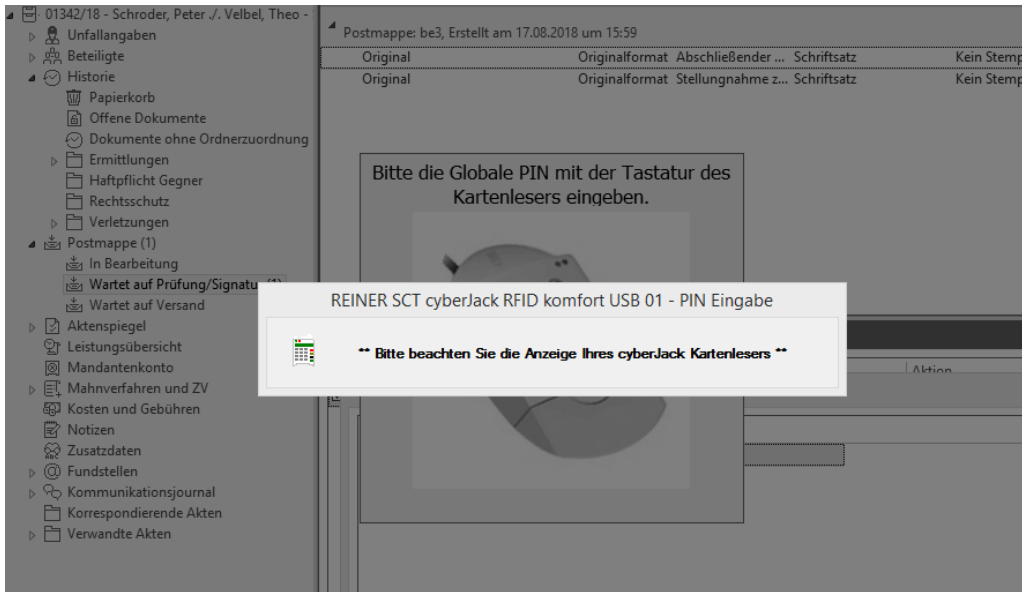 01342/18 - Schroder, Peter ./. Velbel, Theo -
Unfallangaben
Beteiligte
Historie
Papierkorb
Offene Dokumente
Dokumente ohne Ordnerzuordnung
Ermittlungen
Haftpflicht Gegner
Rechtsschutz
Verletzungen
Postmappe (1)
In Bearbeitung
Wartet auf Prüfung/Signatu
Wartet auf Versand
Aktenspiegel
Leistungsübersicht
Mandantenkonto
Mahnverfahren und ZV
Kosten und Gebühren
Notizen
Zusatzdaten
Fundstellen
Kommunikationsjournal
Korrespondierende Akten
Verwandte Akten
Postmappe: be3, Erstellt am 17.08.2018 um 15:59
Original Originalformat Abschließender ... Schriftsatz Kein Stemp
Original Originalformat Stellungnahme z... Schriftsatz Kein Stemp
Bitte die Globale PIN mit der Tastatur des
Kartenlesers eingeben.
REINER SCT cyberJack RFID komfort USB 01 - PIN Eingabe
** Bitte beachten Sie die Anzeige Ihres cyberJack Kartenlesers **
Aktion